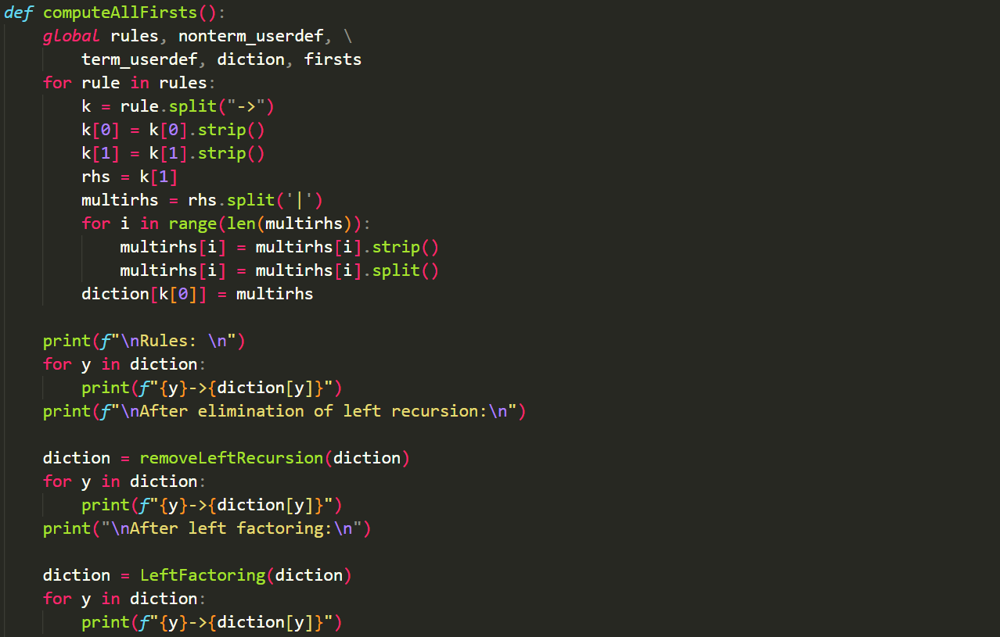 def computeAllFirsts():
    global rules, nonterm_userdef, \
        term_userdef, diction, firsts
    for rule in rules:
        k = rule.split("->")
        k[0] = k[0].strip()
        k[1] = k[1].strip()
        rhs = k[1]
        multirhs = rhs.split('|')
        for i in range(len(multirhs)):
            multirhs[i] = multirhs[i].strip()
            multirhs[i] = multirhs[i].split()
        diction[k[0]] = multirhs

    print(f"\nRules: \n")
    for y in diction:
        print(f"{y}->{diction[y]}")
    print(f"\nAfter elimination of left recursion:\n")

    diction = removeLeftRecursion(diction)
    for y in diction:
        print(f"{y}->{diction[y]}")
    print("\nAfter left factoring:\n")

    diction = LeftFactoring(diction)
    for y in diction:
        print(f"{y}->{diction[y]}")